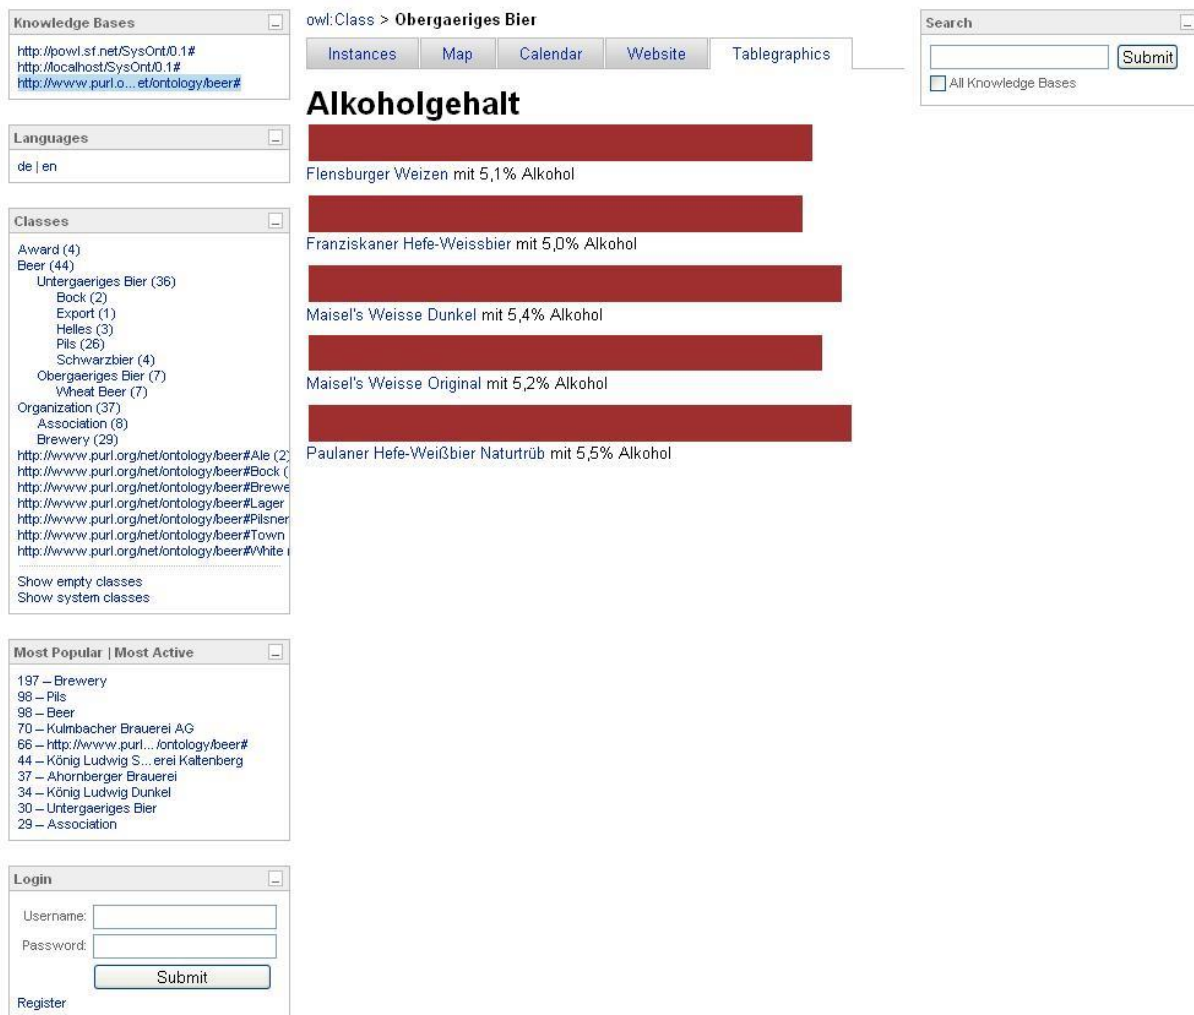 Knowledge Bases
http://powl.sf.net/SysOnt/0.1#
http://localhost/SysOnt/0.1#
http://www.purl.o...et/ontology/beer#
Languages
de | en
Classes
Award (4)
Beer (44)
Untergaeriges Bier (36)
Bock (2)
Export (1)
Helles (3)
Pils (26)
Schwarzbier (4)
Obergaeriges Bier (7)
Wheat Beer (7)
Organization (37)
Association (8)
Brewery (29)
http://www.purl.org/net/ontology/beer#Ale (2)
http://www.purl.org/net/ontology/beer#Bock (
http://www.purl.org/net/ontology/beer#Brewe
http://www.purl.org/net/ontology/beer#Lager
http://www.purl.org/net/ontology/beer#Pilsner
http://www.purl.org/net/ontology/beer#Town
http://www.purl.org/net/ontology/beer#White
Show empty classes
Show system classes
Most Popular | Most Active
197 – Brewery
98 – Pils
98 – Beer
70 – Kulmbacher Brauerei AG
66 – http://www.purl.../ontology/beer#
44 – König Ludwig S...erei Kaltenberg
37 – Ahornberger Brauerei
34 – König Ludwig Dunkel
30 – Untergaeriges Bier
29 – Association
Login
Username:
Password:
Submit
Register
owl:Class > Obergaeriges Bier
Instances Map Calendar Website Tablegraphics
Alkoholgehalt
Flensburger Weizen mit 5,1% Alkohol
Franziskaner Hefe-Weissbier mit 5,0% Alkohol
Maisel's Weisse Dunkel mit 5,4% Alkohol
Maisel's Weisse Original mit 5,2% Alkohol
Paulaner Hefe-Weißbier Naturtrüb mit 5,5% Alkohol
Search
Submit
All Knowledge Bases